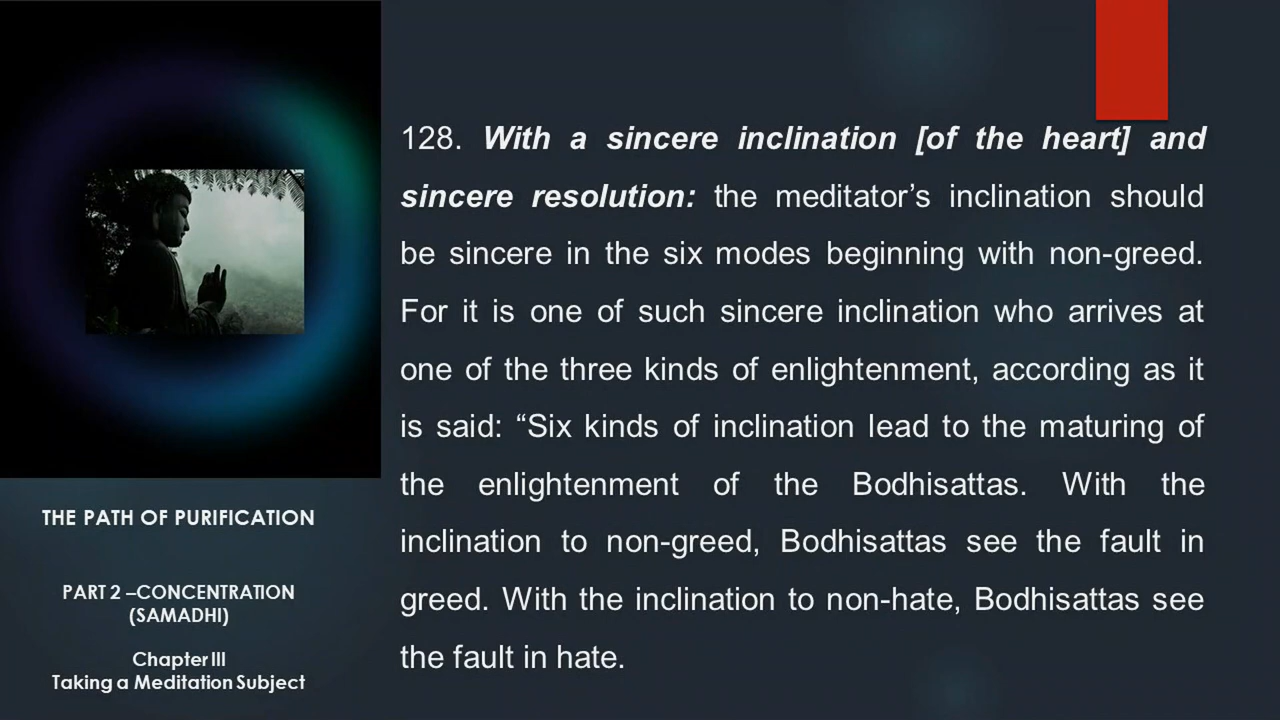 128. With a sincere inclination [of the heart] and
sincere resolution: the meditator’s inclination should
be sincere in the six modes beginning with non-greed.
For it is one of such sincere inclination who arrives at
one of the three kinds of enlightenment, according as it
is said: “Six kinds of inclination lead to the maturing of
the enlightenment of the Bodhisattas. With the
inclination to non-greed, Bodhisattas see the fault in
greed. With the inclination to non-hate, Bodhisattas see
the fault in hate.
THE PATH OF PURIFICATION
PART 2 –CONCENTRATION
(SAMADHI)
Chapter III
Taking a Meditation Subject